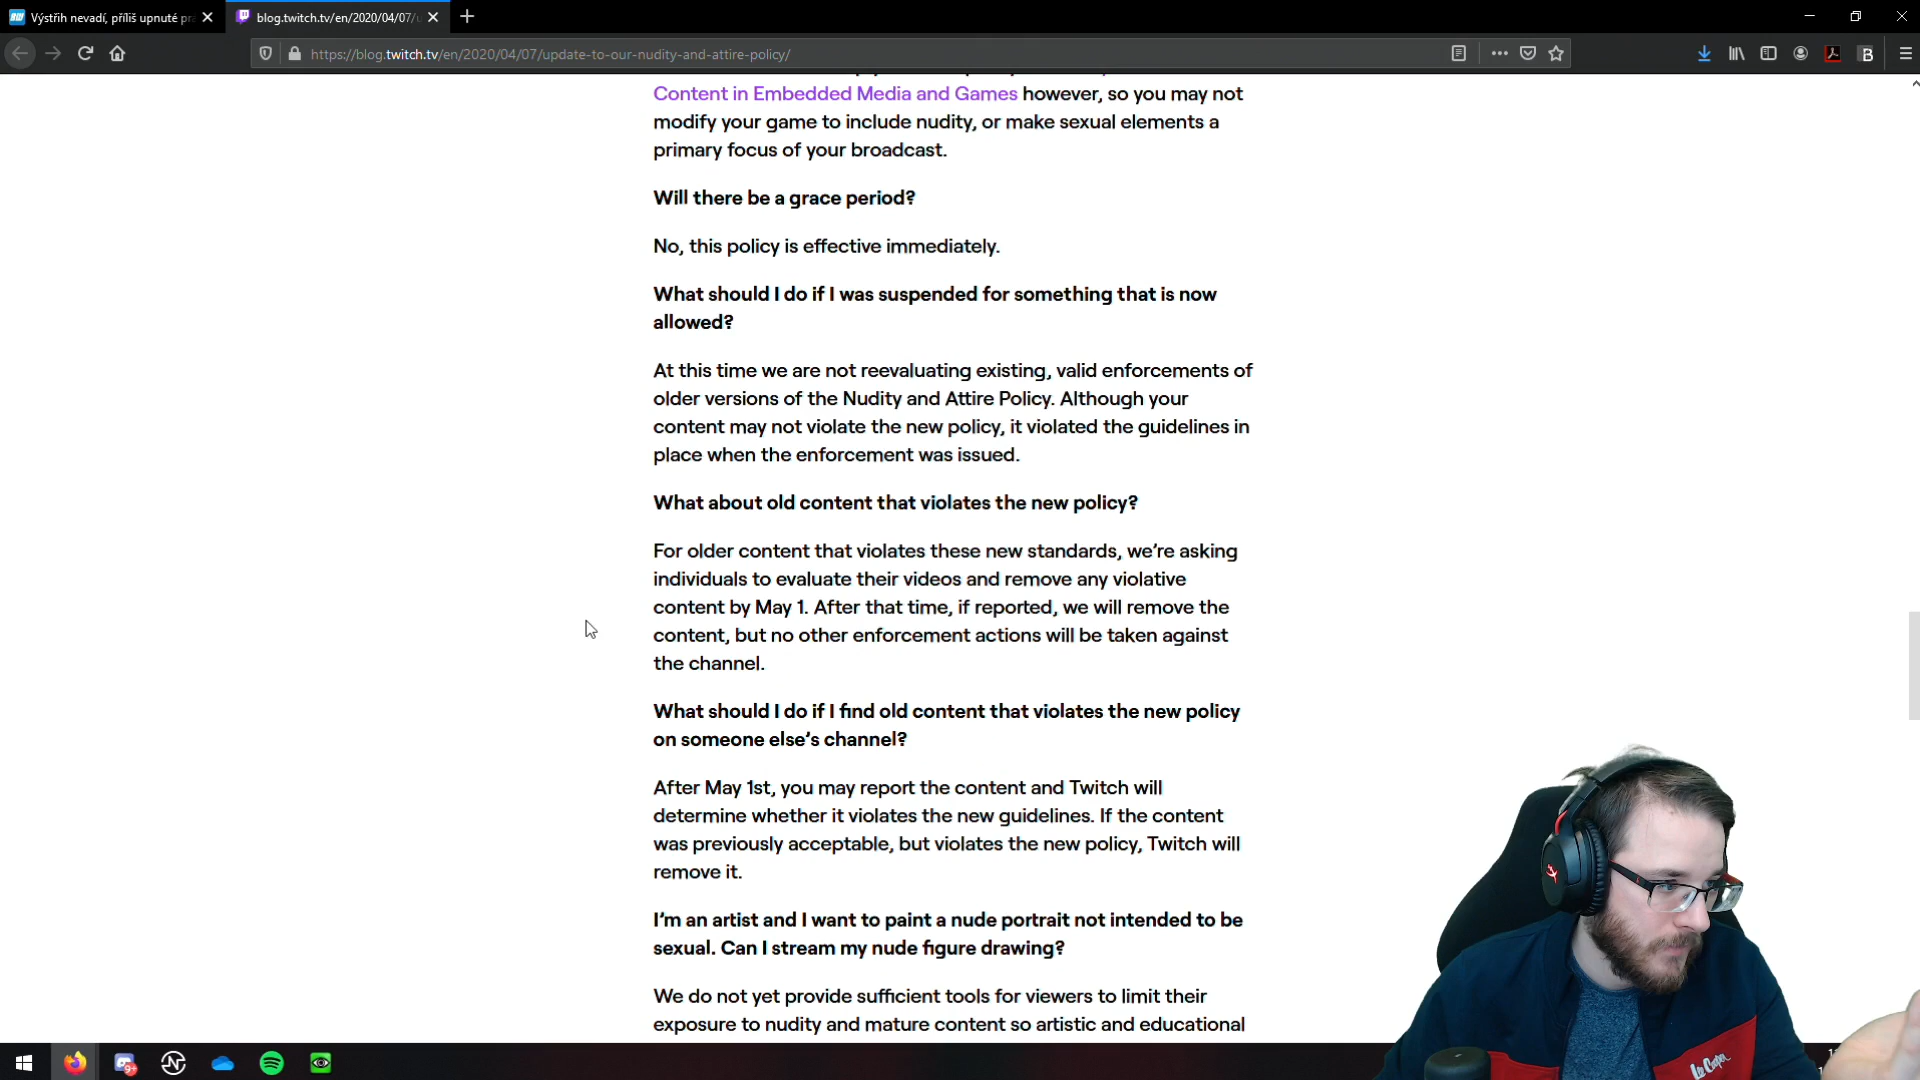 Výstřih nevadí, příliš upnuté
blog.twitch.tv/en/2020/04/07/
https://blog.twitch.tv/en/2020/04/07/update-to-our-nudity-and-attire-policy/
Content in Embedded Media and Games however, so you may not
modify your game to include nudity, or make sexual elements a
primary focus of your broadcast.
Will there be a grace period?
No, this policy is effective immediately.
What should I do if I was suspended for something that is now
allowed?
At this time we are not reevaluating existing, valid enforcements of
older versions of the Nudity and Attire Policy. Although your
content may not violate the new policy, it violated the guidelines in
place when the enforcement was issued.
What about old content that violates the new policy?
For older content that violates these new standards, we’re asking
individuals to evaluate their videos and remove any violative
content by May 1. After that time, if reported, we will remove the
content, but no other enforcement actions will be taken against
the channel.
What should I do if I find old content that violates the new policy
on someone else’s channel?
After May 1st, you may report the content and Twitch will
determine whether it violates the new guidelines. If the content
was previously acceptable, but violates the new policy, Twitch will
remove it.
I’m an artist and I want to paint a nude portrait not intended to be
sexual. Can I stream my nude figure drawing?
We do not yet provide sufficient tools for viewers to limit their
exposure to nudity and mature content so artistic and educational
9+
Lee Cooper